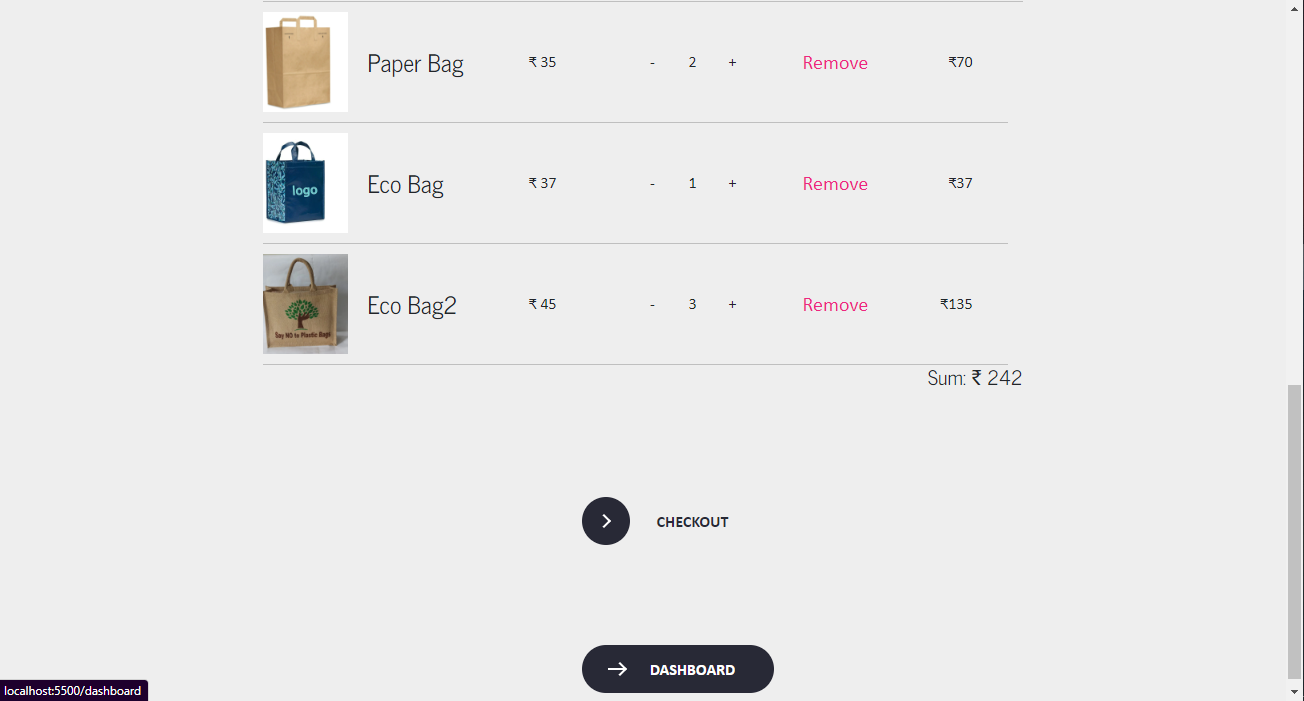 Paper Bag ₹ 35 - 2 + Remove ₹70
logo
Eco Bag ₹ 37 - 1 + Remove ₹37
Say NO to Plastic Bags
Eco Bag2 ₹ 45 - 3 + Remove ₹135
Sum: ₹ 242
CHECKOUT
DASHBOARD
localhost:5500/dashboard